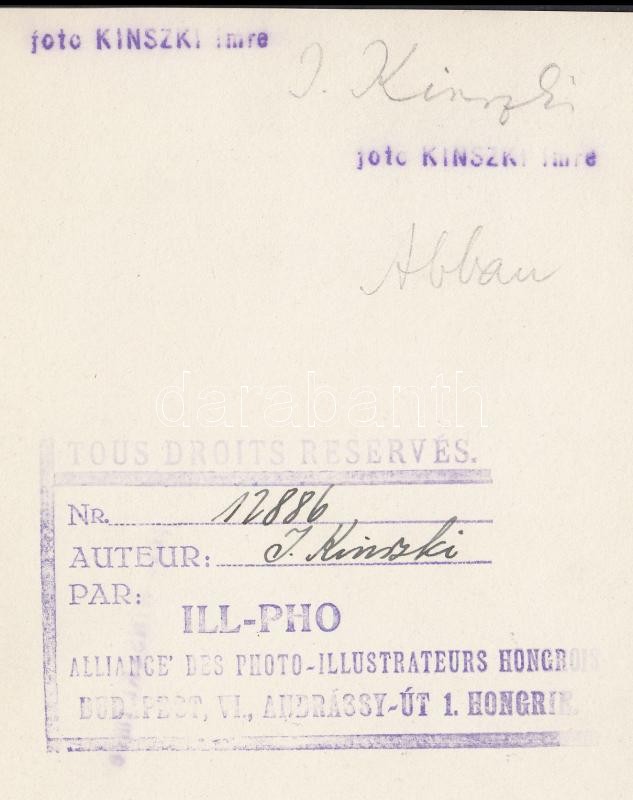 foto KINSZKI Imre
I. Kinszki
foto KINSZKI Imre
Abbau
darabanth
TOUS DROITS RESERVÉS.
NR. 12886
AUTEUR: I. Kinszki
PAR:
ILL-PHO
ALLIANCE' DES PHOTO-ILLUSTRATEURS HONGROIS
BUDAPEST, VI., ANDRÁSSY-ÚT 1. HONGRIE.